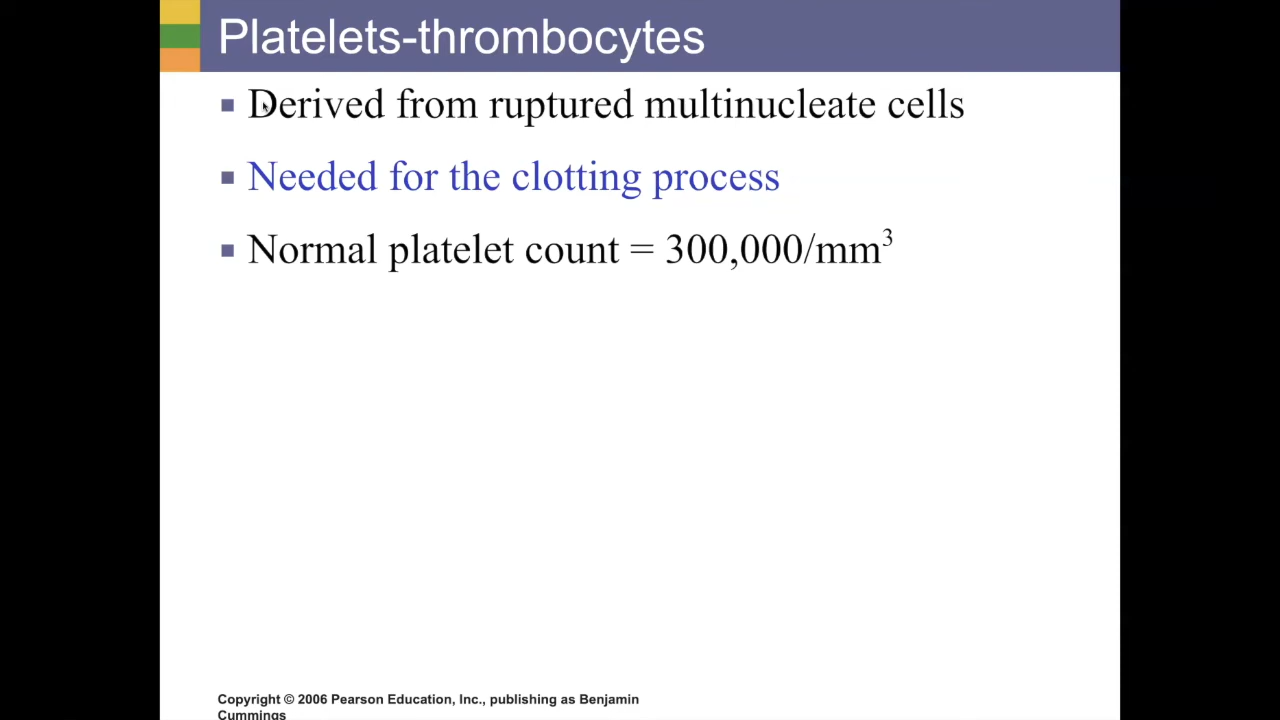 Platelets-thrombocytes
Derived from ruptured multinucleate cells
Needed for the clotting process
Normal platelet count = 300,000/mm³
Copyright © 2006 Pearson Education, Inc., publishing as Benjamin
Cummings